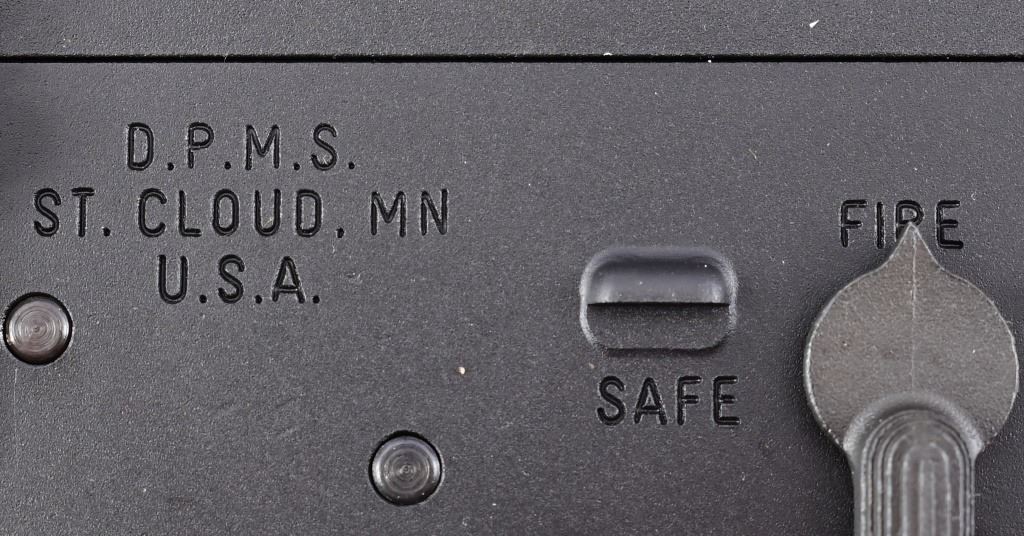 D.P.M.S.
ST. CLOUD, MN
U.S.A.
FIRE
SAFE